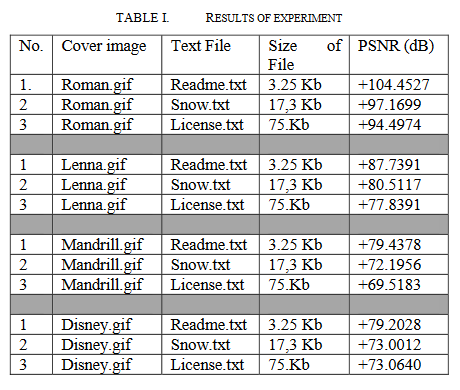 TABLE I. RESULTS OF EXPERIMENT
No. Cover image Text File Size of File PSNR (dB)
1. Roman.gif Readme.txt 3.25 Kb +104.4527
2 Roman.gif Snow.txt 17,3 Kb +97.1699
3 Roman.gif License.txt 75.Kb +94.4974
1 Lenna.gif Readme.txt 3.25 Kb +87.7391
2 Lenna.gif Snow.txt 17,3 Kb +80.5117
3 Lenna.gif License.txt 75.Kb +77.8391
1 Mandrill.gif Readme.txt 3.25 Kb +79.4378
2 Mandrill.gif Snow.txt 17,3 Kb +72.1956
3 Mandrill.gif License.txt 75.Kb +69.5183
1 Disney.gif Readme.txt 3.25 Kb +79.2028
2 Disney.gif Snow.txt 17,3 Kb +73.0012
3 Disney.gif License.txt 75.Kb +73.0640